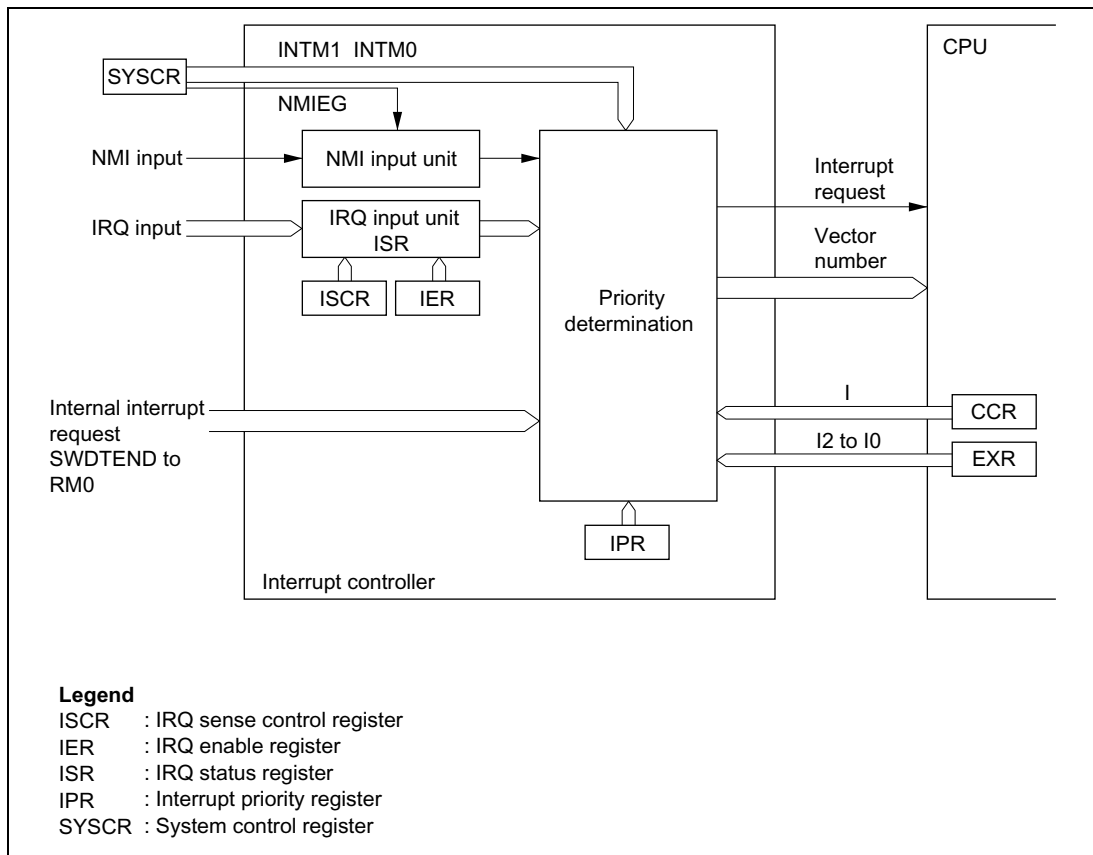 INTM1 INTM0
CPU
SYSCR
NMIEG
NMI input
NMI input unit
Interrupt
request
IRQ input
IRQ input unit
ISR
Vector
number
ISCR
IER
Priority
determination
Internal interrupt
request
SWDTEND to
RM0
I
CCR
I2 to I0
EXR
IPR
Interrupt controller
Legend
ISCR : IRQ sense control register
IER : IRQ enable register
ISR : IRQ status register
IPR : Interrupt priority register
SYSCR : System control register